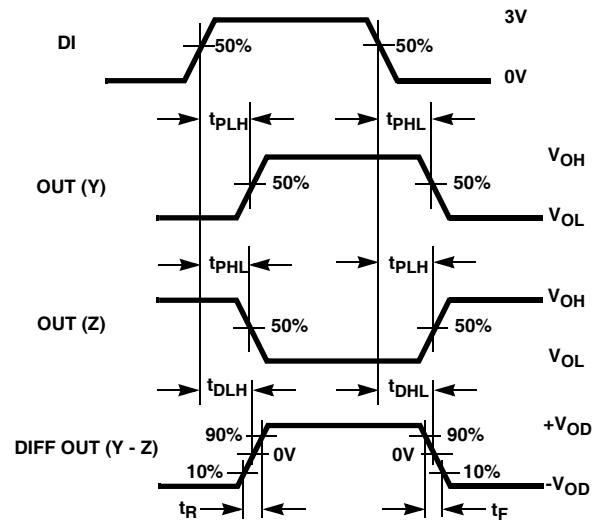 3V
DI
50%
50%
0V
tPLH
tPHL
VOH
OUT (Y)
50%
50%
VOL
tPHL
tPLH
VOH
OUT (Z)
50%
50%
VOL
tDLH
tDHL
+VOD
90%
90%
DIFF OUT (Y - Z)
0V
0V
10%
10%
-VOD
tR
tF